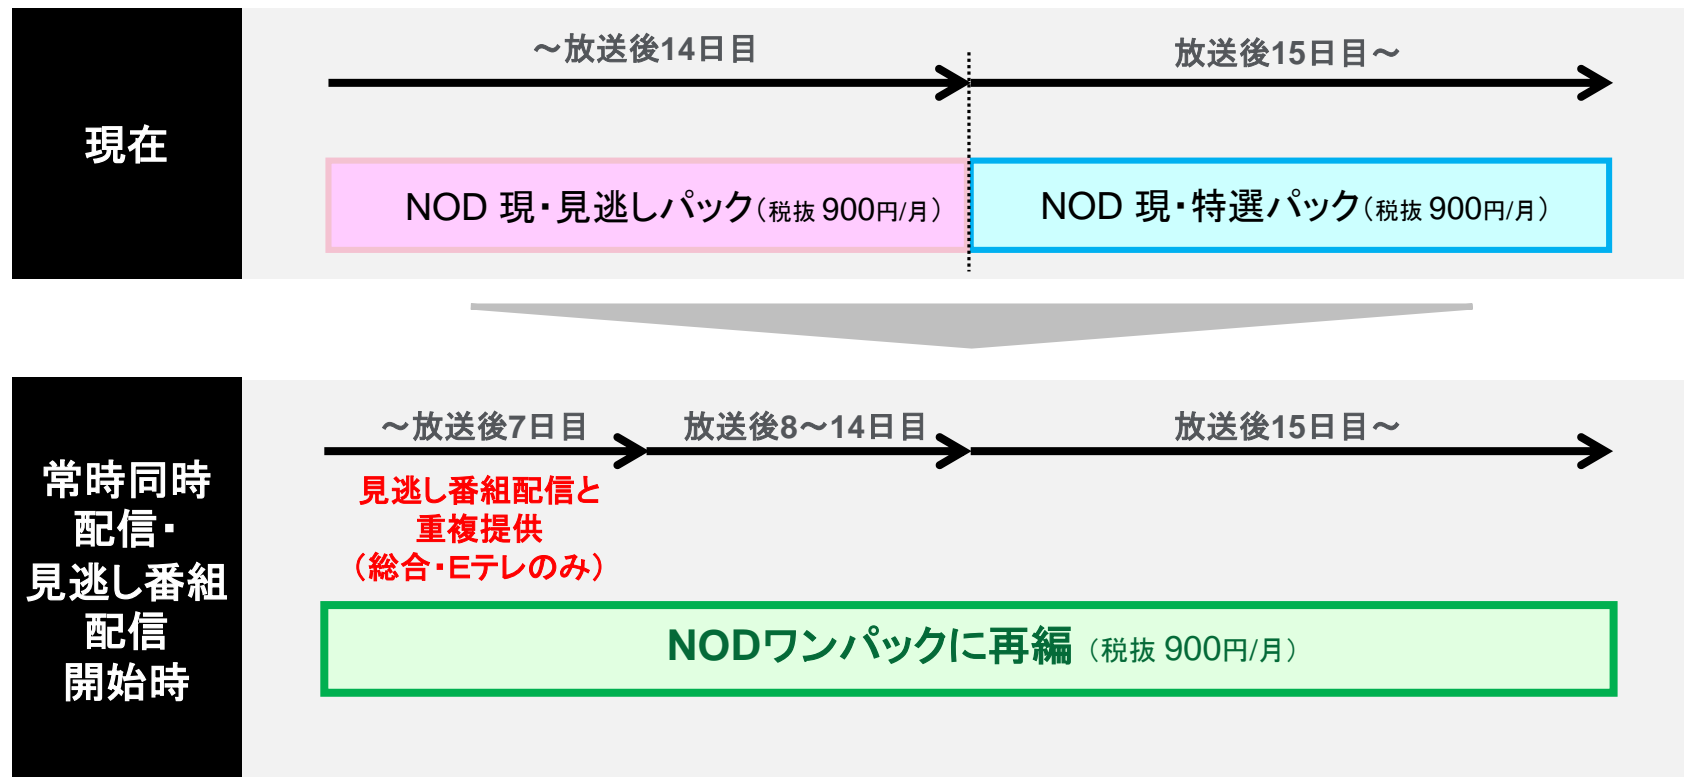 現在
～放送後14日目
放送後15日目～
NOD 現・見逃しパック（税抜 900円/月）
NOD 現・特選パック（税抜 900円/月）
常時同時
配信・
見逃し番組
配信
開始時
～放送後7日目
放送後8～14日目
放送後15日目～
見逃し番組配信と
重複提供
（総合・Eテレのみ）
NODワンパックに再編（税抜 900円/月）